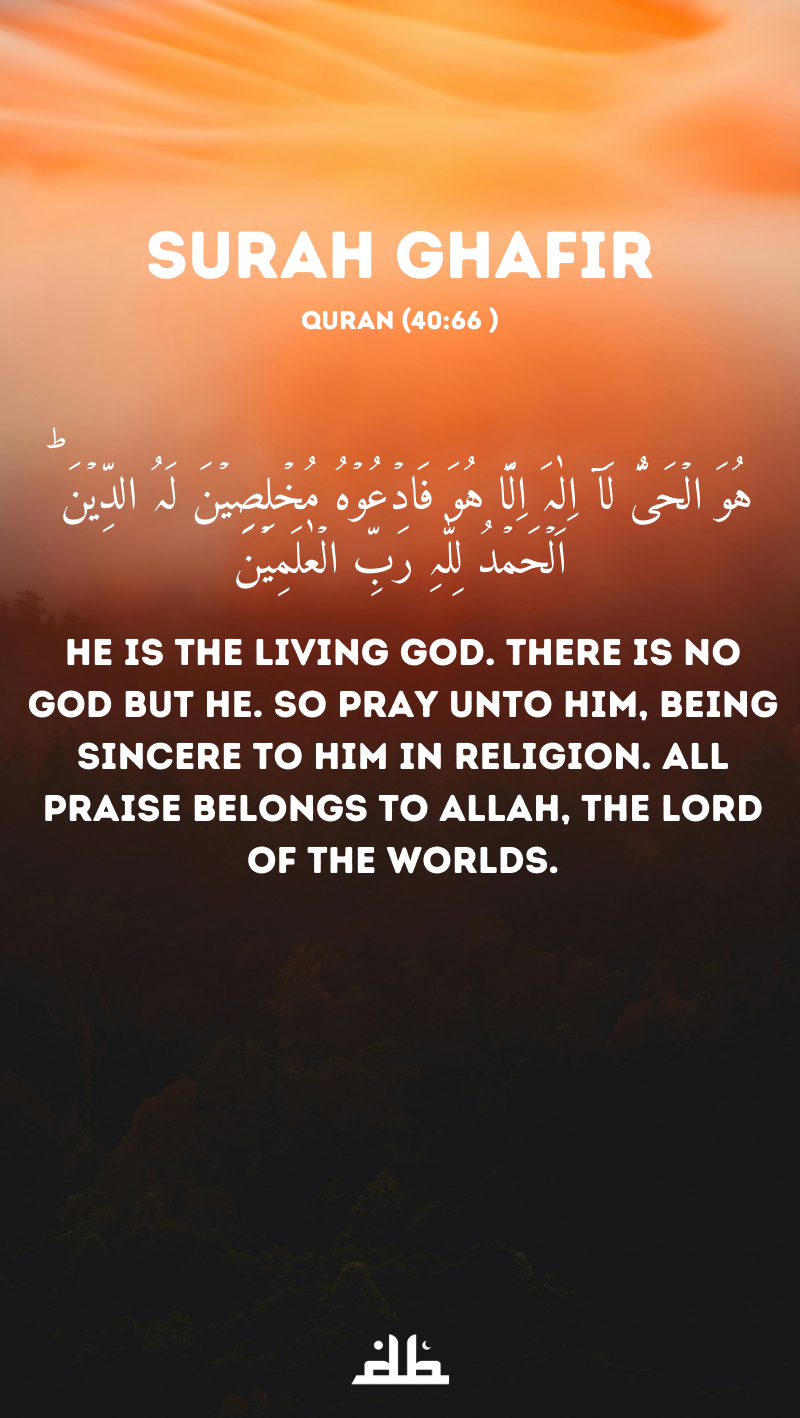 SURAH GHAFIR
QURAN (40:66 )
هُوَ الۡحَىُّ لَاۤ اِلٰهَ اِلَّا هُوَ فَادۡعُوۡهُ مُخۡلِصِيۡنَ لَهُ الدِّيۡنَ ؕ
اَلۡحَمۡدُ لِلّٰهِ رَبِّ الۡعٰلَمِيۡنَ
HE IS THE LIVING GOD. THERE IS NO
GOD BUT HE. SO PRAY UNTO HIM, BEING
SINCERE TO HIM IN RELIGION. ALL
PRAISE BELONGS TO ALLAH, THE LORD
OF THE WORLDS.